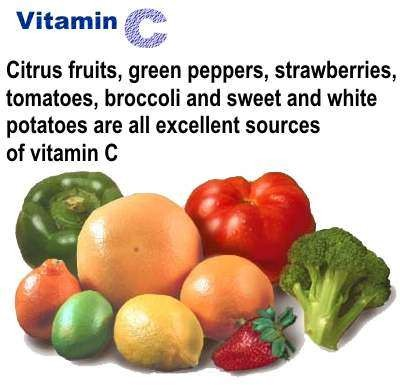 Vitamin C
Citrus fruits, green peppers, strawberries,
tomatoes, broccoli and sweet and white
potatoes are all excellent sources
of vitamin C